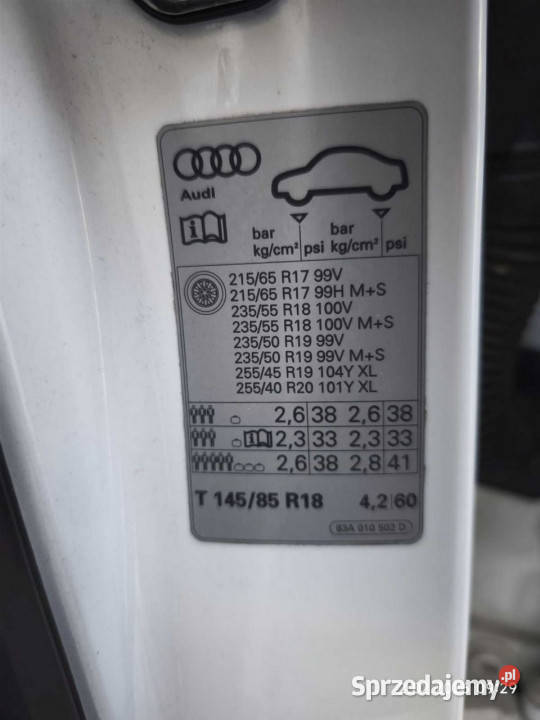 Audi
bar bar
kg/cm² psi kg/cm² psi
215/65 R17 99V
215/65 R17 99H M+S
235/55 R18 100V
235/55 R18 100V M+S
235/50 R19 99V
235/50 R19 99V M+S
255/45 R19 104Y XL
255/40 R20 101Y XL
2,6 38 2,6 38
i 2,3 33 2,3 33
2,6 38 2,8 41
T 145/85 R18 4,2 60
83A 010 502 D
Sprzedajemy.pl